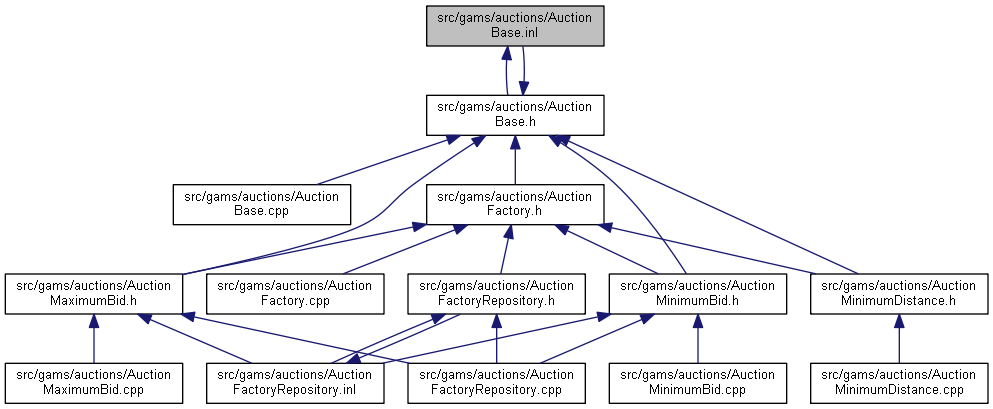 src/gams/auctions/Auction
Base.inl
src/gams/auctions/Auction
Base.h
src/gams/auctions/Auction
Base.cpp
src/gams/auctions/Auction
Factory.h
src/gams/auctions/Auction
MaximumBid.h
src/gams/auctions/Auction
Factory.cpp
src/gams/auctions/Auction
FactoryRepository.h
src/gams/auctions/Auction
MinimumBid.h
src/gams/auctions/Auction
MinimumDistance.h
src/gams/auctions/Auction
MaximumBid.cpp
src/gams/auctions/Auction
FactoryRepository.inl
src/gams/auctions/Auction
FactoryRepository.cpp
src/gams/auctions/Auction
MinimumBid.cpp
src/gams/auctions/Auction
MinimumDistance.cpp